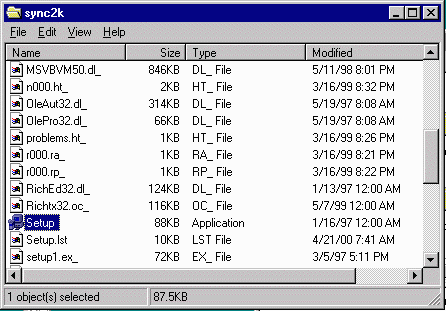 sync2k
File Edit View Help
Name Size Type Modified
MSVBVM50.dl_ 846KB DL_ File 5/11/98 8:01 PM
n000.ht_ 2KB HT_ File 3/16/99 8:32 PM
OleAut32.dl_ 314KB DL_ File 5/19/97 8:08 AM
OlePro32.dl_ 66KB DL_ File 5/19/97 8:08 AM
problems.ht_ 1KB HT_ File 3/16/99 8:26 PM
r000.ra_ 1KB RA_ File 3/16/99 8:21 PM
r000.rp_ 1KB RP_ File 3/16/99 8:22 PM
RichEd32.dl_ 124KB DL_ File 1/13/97 12:00 AM
Richtx32.oc_ 116KB OC_ File 5/7/99 12:00 AM
Setup 88KB Application 1/16/97 12:00 AM
Setup.lst 10KB LST File 4/21/00 7:41 AM
setup1.ex_ 72KB EX_ File 3/5/97 5:11 PM
1 object(s) selected 87.5KB